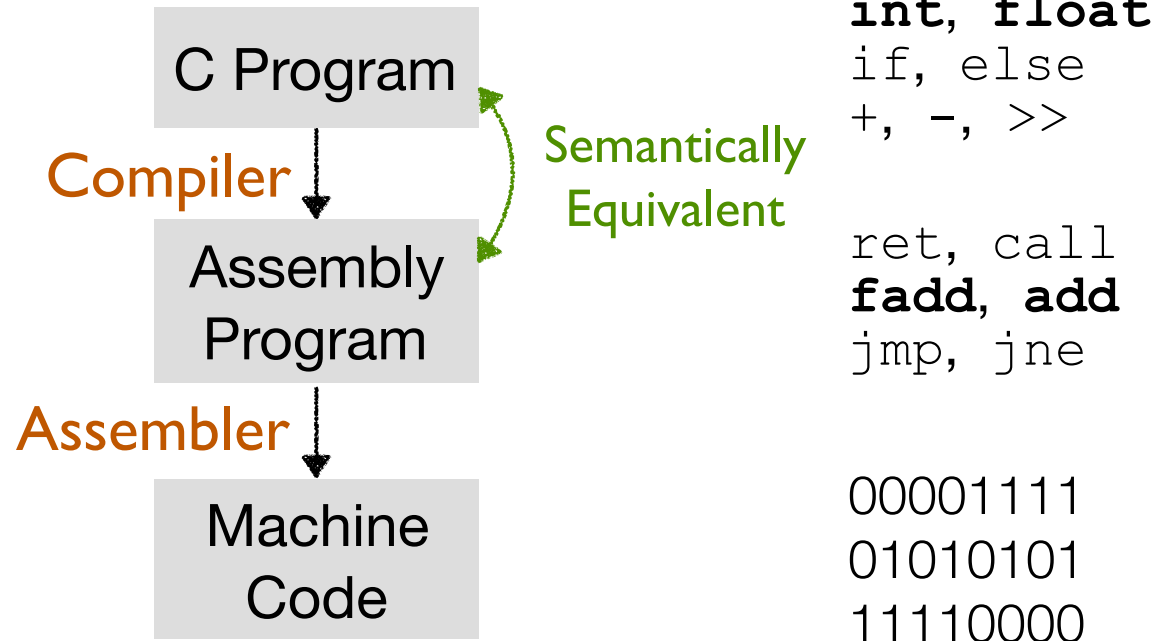 C Program
int, float
if, else
+, -, >>
Compiler
Semantically
Equivalent
Assembly
Program
ret, call
fadd, add
jmp, jne
Assembler
Machine
Code
00001111
01010101
11110000